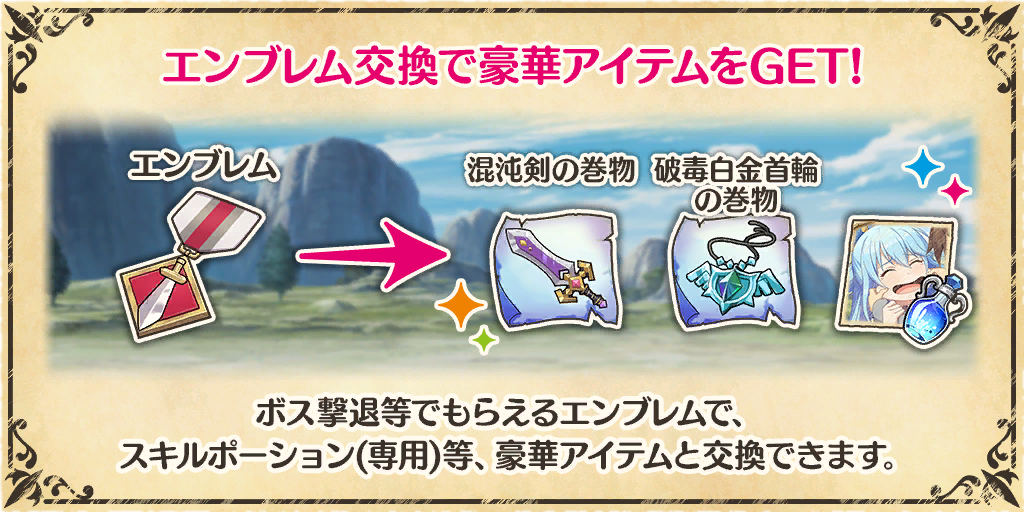 エンブレム交換で豪華アイテムをGET!
エンブレム
混沌剣の巻物
破毒白金首輪
の巻物
ボス撃退等でもらえるエンブレムで、
スキルポーション(専用)等、豪華アイテムと交換できます。